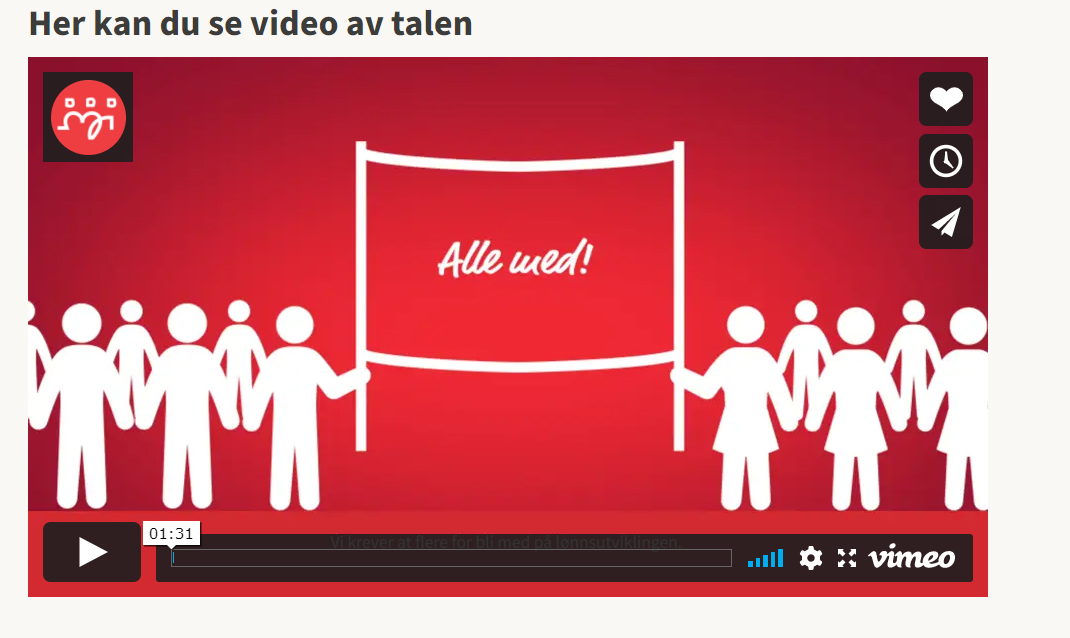 Her kan du se video av talen
Alle med!
01:31
Vi krever at flere får bli med på lønnsutviklingen.
vimeo